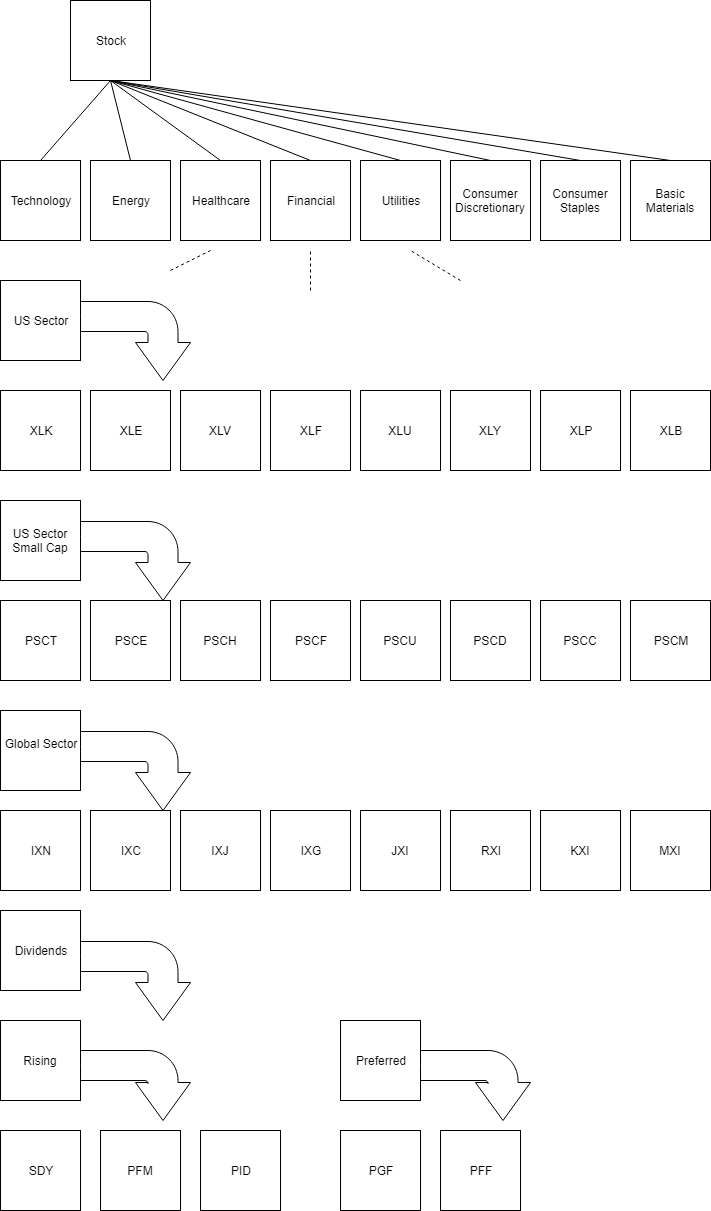 Stock
Technology
Energy
Healthcare
Financial
Utilities
Consumer
Discretionary
Consumer
Staples
Basic
Materials
US Sector
XLK
XLE
XLV
XLF
XLU
XLY
XLP
XLB
US Sector
Small Cap
PSCT
PSCE
PSCH
PSCF
PSCU
PSCD
PSCC
PSCM
Global Sector
IXN
IXC
IXJ
IXG
JXI
RXI
KXI
MXI
Dividends
Rising
Preferred
SDY
PFM
PID
PGF
PFF